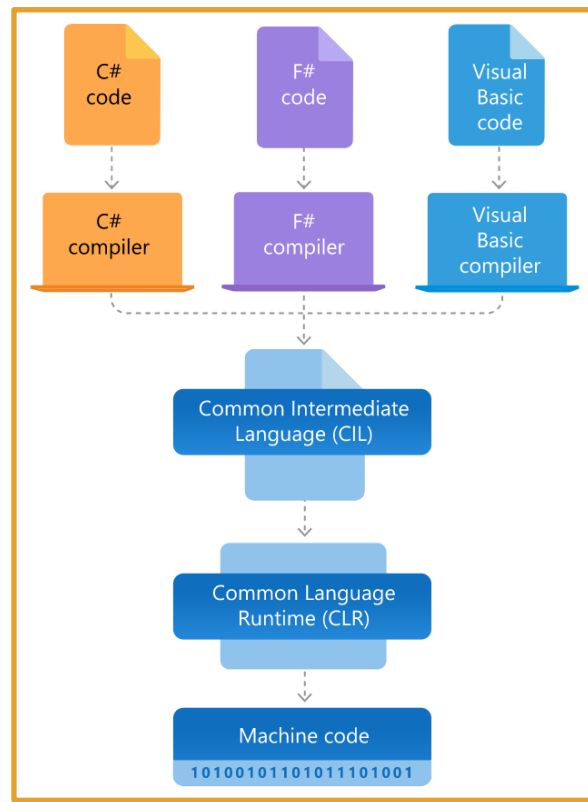 C#
code
F#
code
Visual
Basic
code
C#
compiler
F#
compiler
Visual
Basic
compiler
Common Intermediate
Language (CIL)
Common Language
Runtime (CLR)
Machine code
10100101101011101001